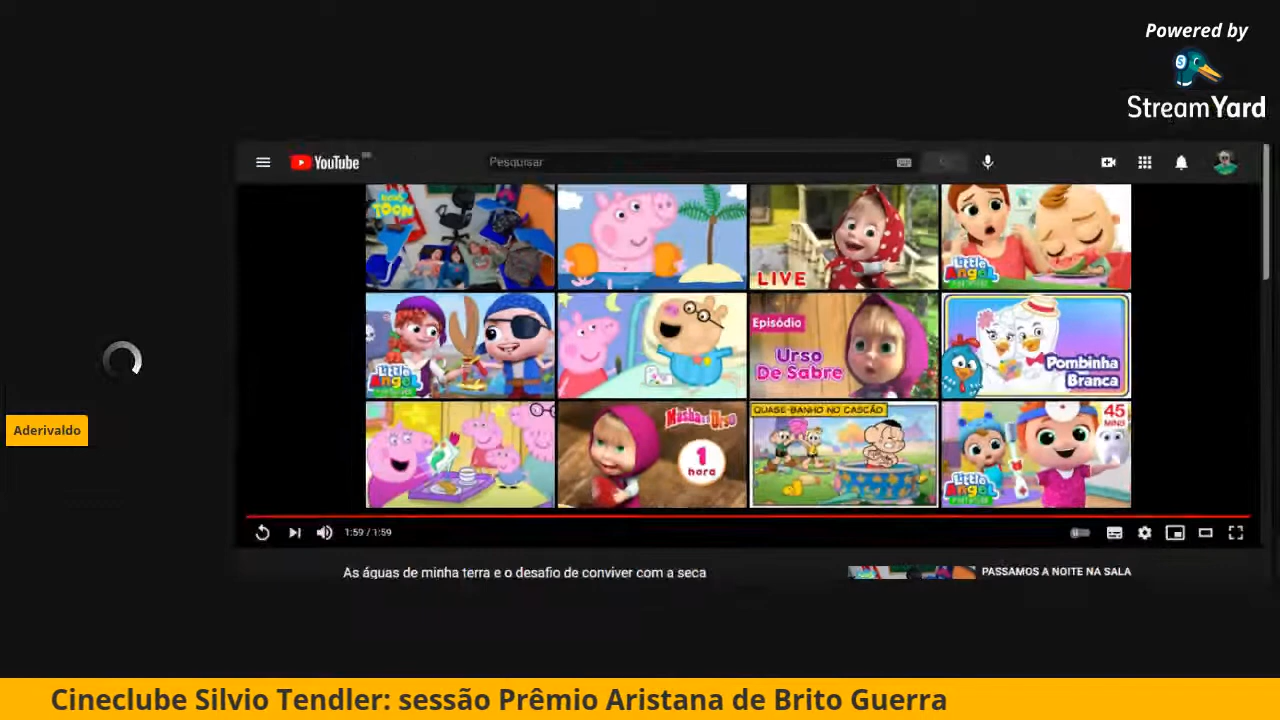 Powered by
StreamYard
YouTube BR
Pesquisar
TOON
LIVE
Little
Angel
Little
Angel
Episódio
Urso
De Sabre
Pombinha
Branca
Masha e o Urso
1
hora
QUASE-BANHO NO CASCÃO
45
MINS
Little
Angel
Aderivaldo
1:59 / 1:59
As águas de minha terra e o desafio de conviver com a seca
PASSAMOS A NOITE NA SALA
Cineclube Silvio Tendler: sessão Prêmio Aristana de Brito Guerra